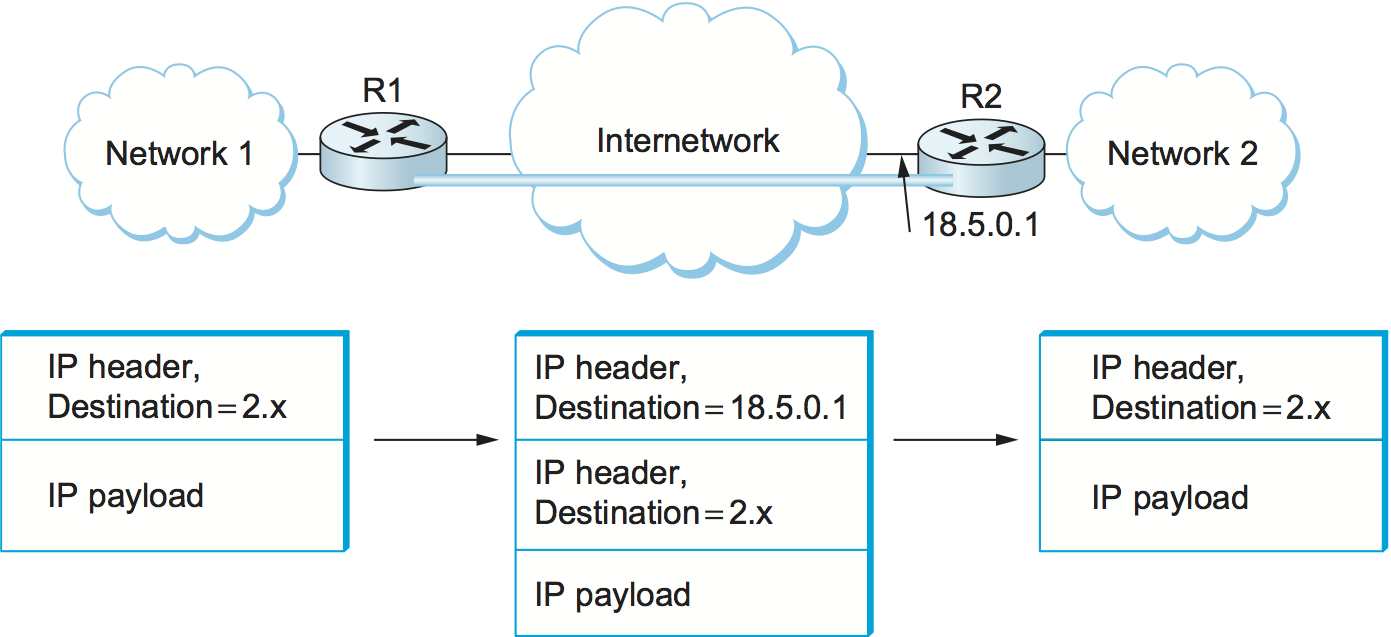 R1
R2
Network 1
Internetwork
Network 2
18.5.0.1
IP header,
Destination=2.x
IP payload
IP header,
Destination=18.5.0.1
IP header,
Destination=2.x
IP payload
IP header,
Destination=2.x
IP payload